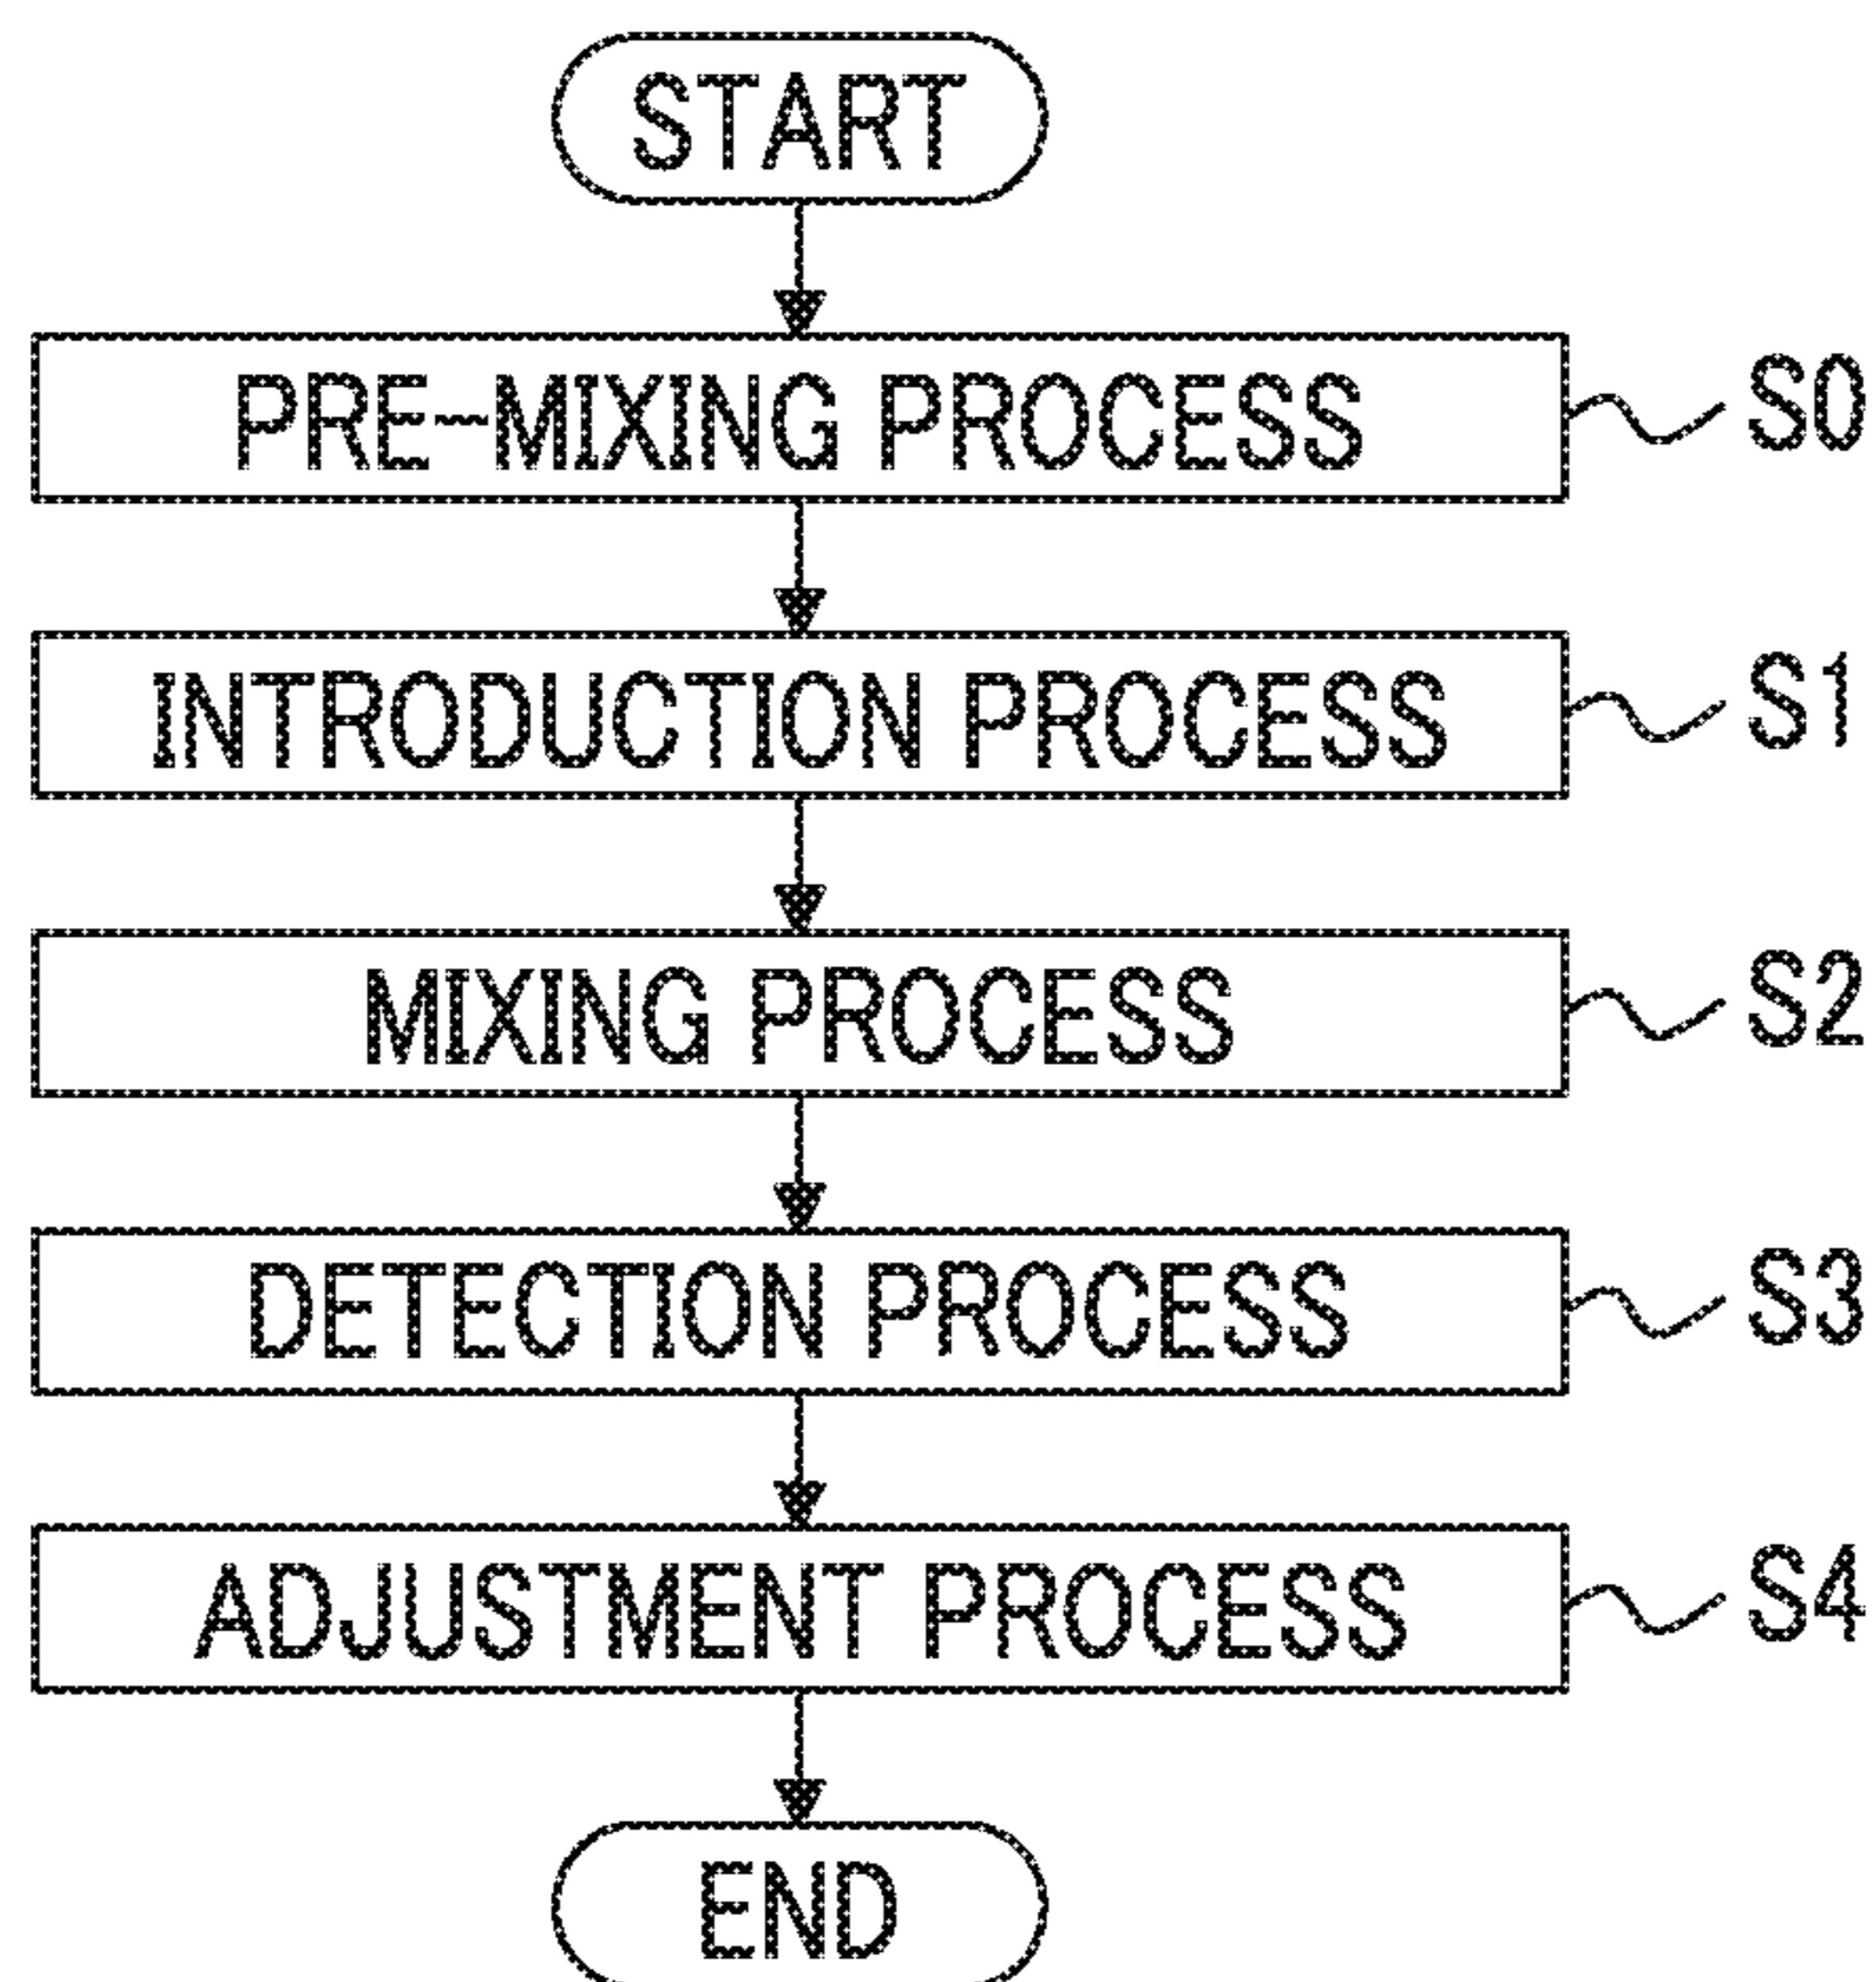 START
PRE-MIXING PROCESS S0
INTRODUCTION PROCESS S1
MIXING PROCESS S2
DETECTION PROCESS S3
ADJUSTMENT PROCESS S4
END